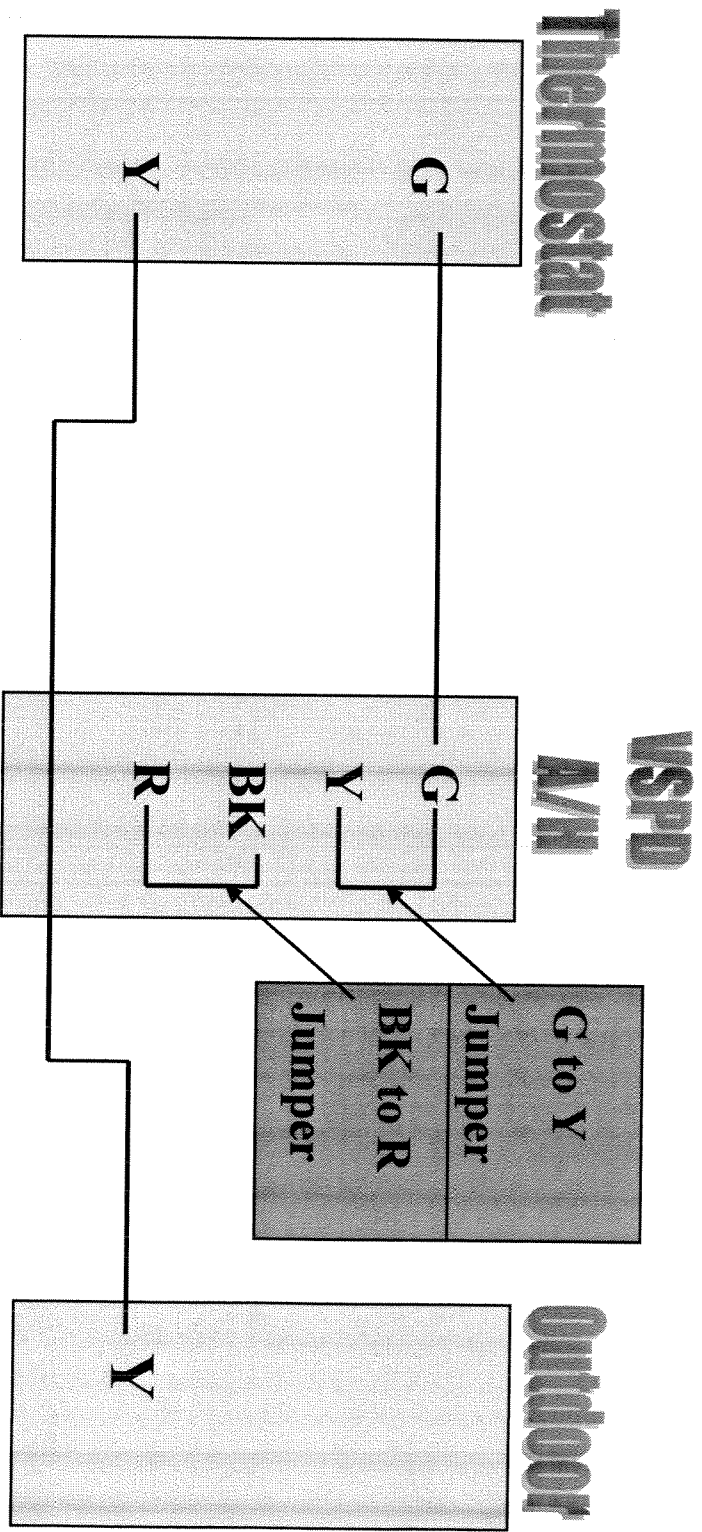 Thermostat
G
Y
VSPD
A/H
G
Y
BK
R
G to Y
Jumper
BK to R
Jumper
Outdoor
Y